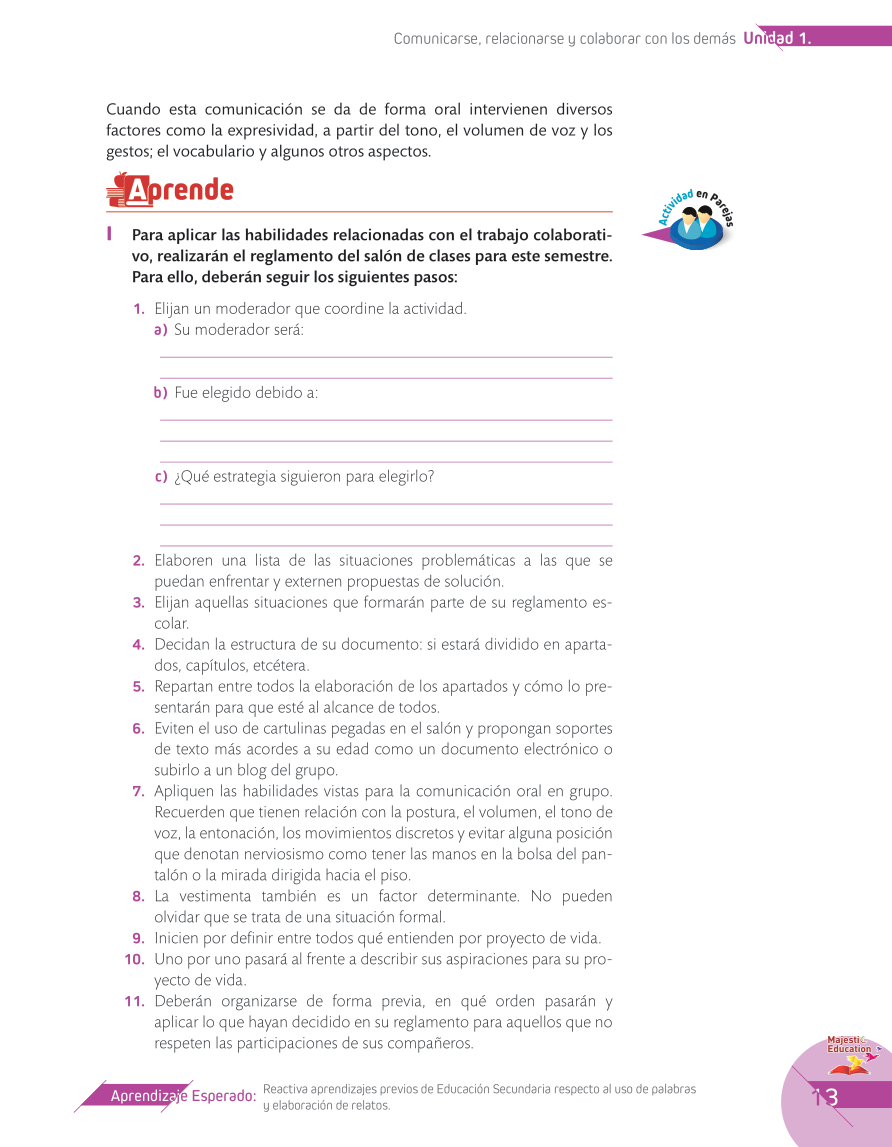 Comunicarse, relacionarse y colaborar con los demás Unidad 1.
Cuando esta comunicación se da de forma oral intervienen diversos
factores como la expresividad, a partir del tono, el volumen de voz y los
gestos; el vocabulario y algunos otros aspectos.
Aprende
Actividad en Parejas
I Para aplicar las habilidades relacionadas con el trabajo colaborati-
vo, realizarán el reglamento del salón de clases para este semestre.
Para ello, deberán seguir los siguientes pasos:
1. Elijan un moderador que coordine la actividad.
a) Su moderador será:
b) Fue elegido debido a:
c) ¿Qué estrategia siguieron para elegirlo?
2. Elaboren una lista de las situaciones problemáticas a las que se
puedan enfrentar y externen propuestas de solución.
3. Elijan aquellas situaciones que formarán parte de su reglamento es-
colar.
4. Decidan la estructura de su documento: si estará dividido en aparta-
dos, capítulos, etcétera.
5. Repartan entre todos la elaboración de los apartados y cómo lo pre-
sentarán para que esté al alcance de todos.
6. Eviten el uso de cartulinas pegadas en el salón y propongan soportes
de texto más acordes a su edad como un documento electrónico o
subirlo a un blog del grupo.
7. Apliquen las habilidades vistas para la comunicación oral en grupo.
Recuerden que tienen relación con la postura, el volumen, el tono de
voz, la entonación, los movimientos discretos y evitar alguna posición
que denotan nerviosismo como tener las manos en la bolsa del pan-
talón o la mirada dirigida hacia el piso.
8. La vestimenta también es un factor determinante. No pueden
olvidar que se trata de una situación formal.
9. Inicien por definir entre todos qué entienden por proyecto de vida.
10. Uno por uno pasará al frente a describir sus aspiraciones para su pro-
yecto de vida.
11. Deberán organizarse de forma previa, en qué orden pasarán y
aplicar lo que hayan decidido en su reglamento para aquellos que no
respeten las participaciones de sus compañeros.
Majestic
Education
Aprendizaje Esperado: Reactiva aprendizajes previos de Educación Secundaria respecto al uso de palabras
y elaboración de relatos.
13